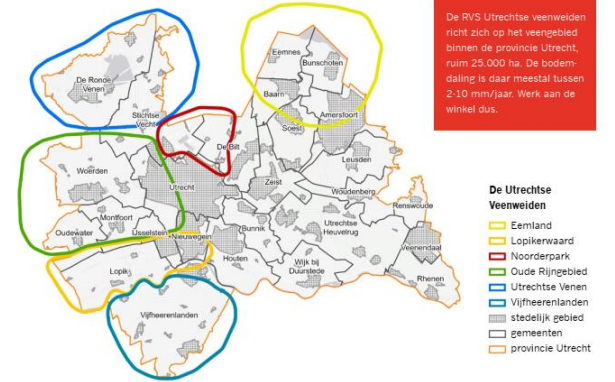 De RVS Utrechtse veenweiden
richt zich op het veengebied
binnen de provincie Utrecht,
ruim 25.000 ha. De bodem-
daling is daar meestal tussen
2-10 mm/jaar. Werk aan de
winkel dus.
Eemnes
Bunschoten
De Ronde
Venen
Baarn
Stichtse
Vecht
Amersfoort
Soest
De Bilt
Leusden
Woerden
Utrecht
Zeist
Woudenberg
Renswoude
Montfoort
Oudewater
IJsselstein
Nieuwegein
Bunnik
Utrechtse
Heuvelrug
Veenendaal
Houten
Wijk bij
Duurstede
Lopik
Rhenen
Vijfheerenlanden
De Utrechtse
Veenweiden
Eemland
Lopikerwaard
Noorderpark
Oude Rijngebied
Utrechtse Venen
Vijfheerenlanden
stedelijk gebied
gemeenten
provincie Utrecht